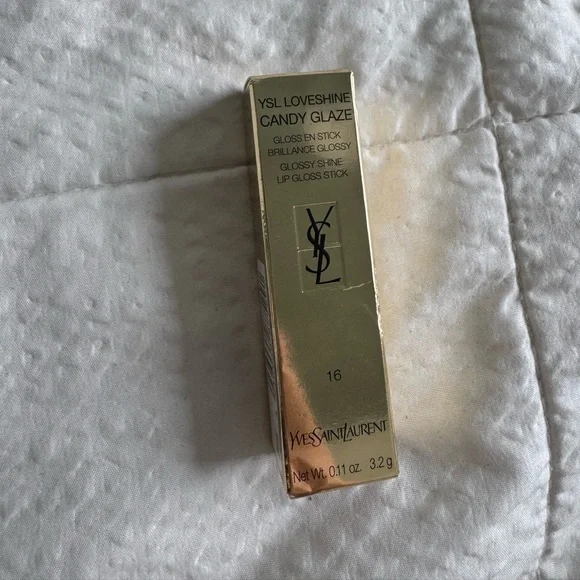 YSL LOVESHINE
CANDY GLAZE
GLOSS EN STICK
BRILLANCE GLOSSY
GLOSSY SHINE
LIP GLOSS STICK
YSL
16
YVESSAINTLAURENT
Net Wt. 0.11 oz. 3.2 g